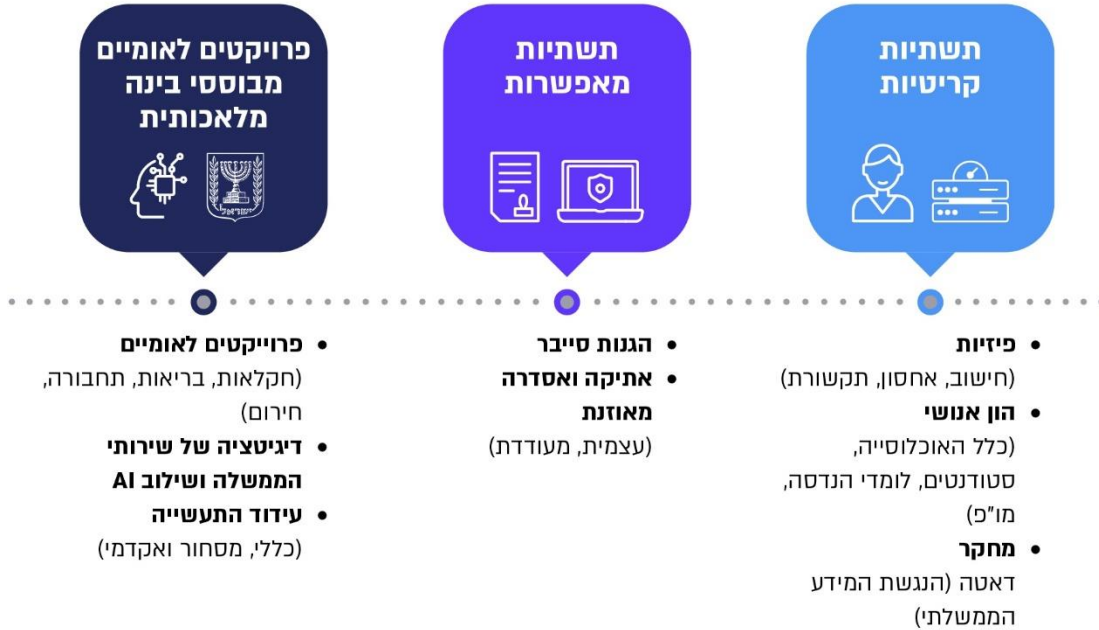 תשתיות
קריטיות
• פיזיות
(חישוב, אחסון, תקשורת)
• הון אנושי
(כלל האוכלוסייה,
סטודנטים, לומדי הנדסה,
מו"פ)
• מחקר
דאטה (הנגשת המידע
הממשלתי)
תשתיות
מאפשרות
• הגנות סייבר
• אתיקה ואסדרה
מאוזנת
(עצמית, מעודדת)
פרויקטים לאומיים
מבוססי בינה
מלאכותית
ישראל
• פרוייקטים לאומיים
(חקלאות, בריאות, תחבורה,
חירום)
• דיגיטציה של שירותי
הממשלה ושילוב AI
• עידוד התעשייה
(כללי, מסחור ואקדמי)